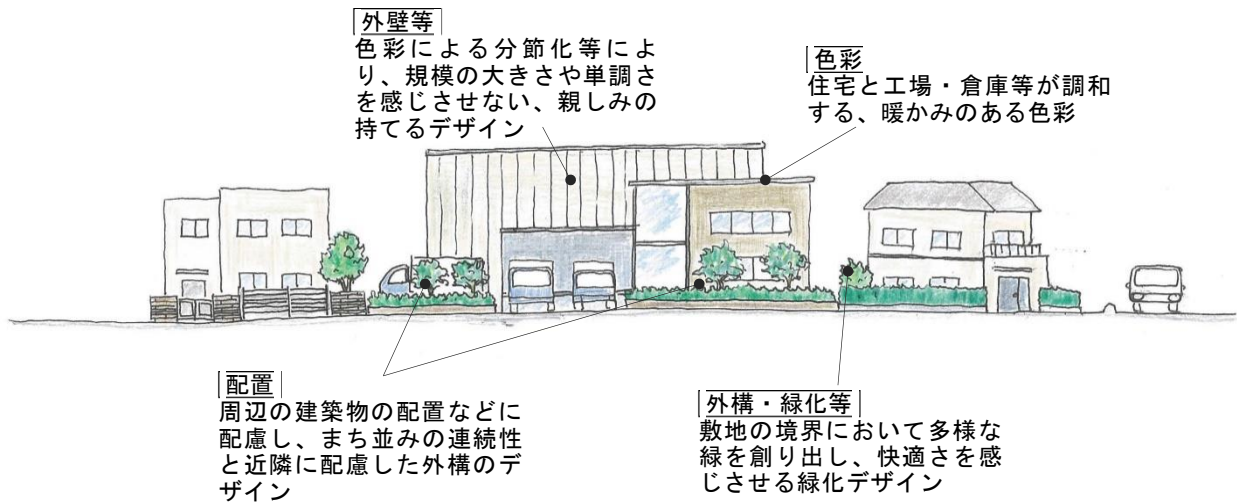 外壁等
色彩による分節化等によ
り、規模の大きさや単調さ
を感じさせない、親しみの
持てるデザイン
色彩
住宅と工場・倉庫等が調和
する、暖かみのある色彩
配置
周辺の建築物の配置などに
配慮し、まち並みの連続性
と近隣に配慮した外構のデ
ザイン
外構・緑化等
敷地の境界において多様な
緑を創り出し、快適さを感
じさせる緑化デザイン